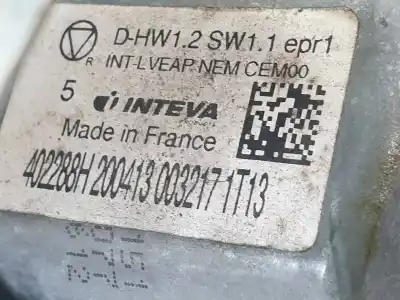 D-HW1.2 SW1.1 epr1
R INT-LVEAP-NEM CEM00
5 INTEVA
Made in France
402288H 200413 003217 1T13